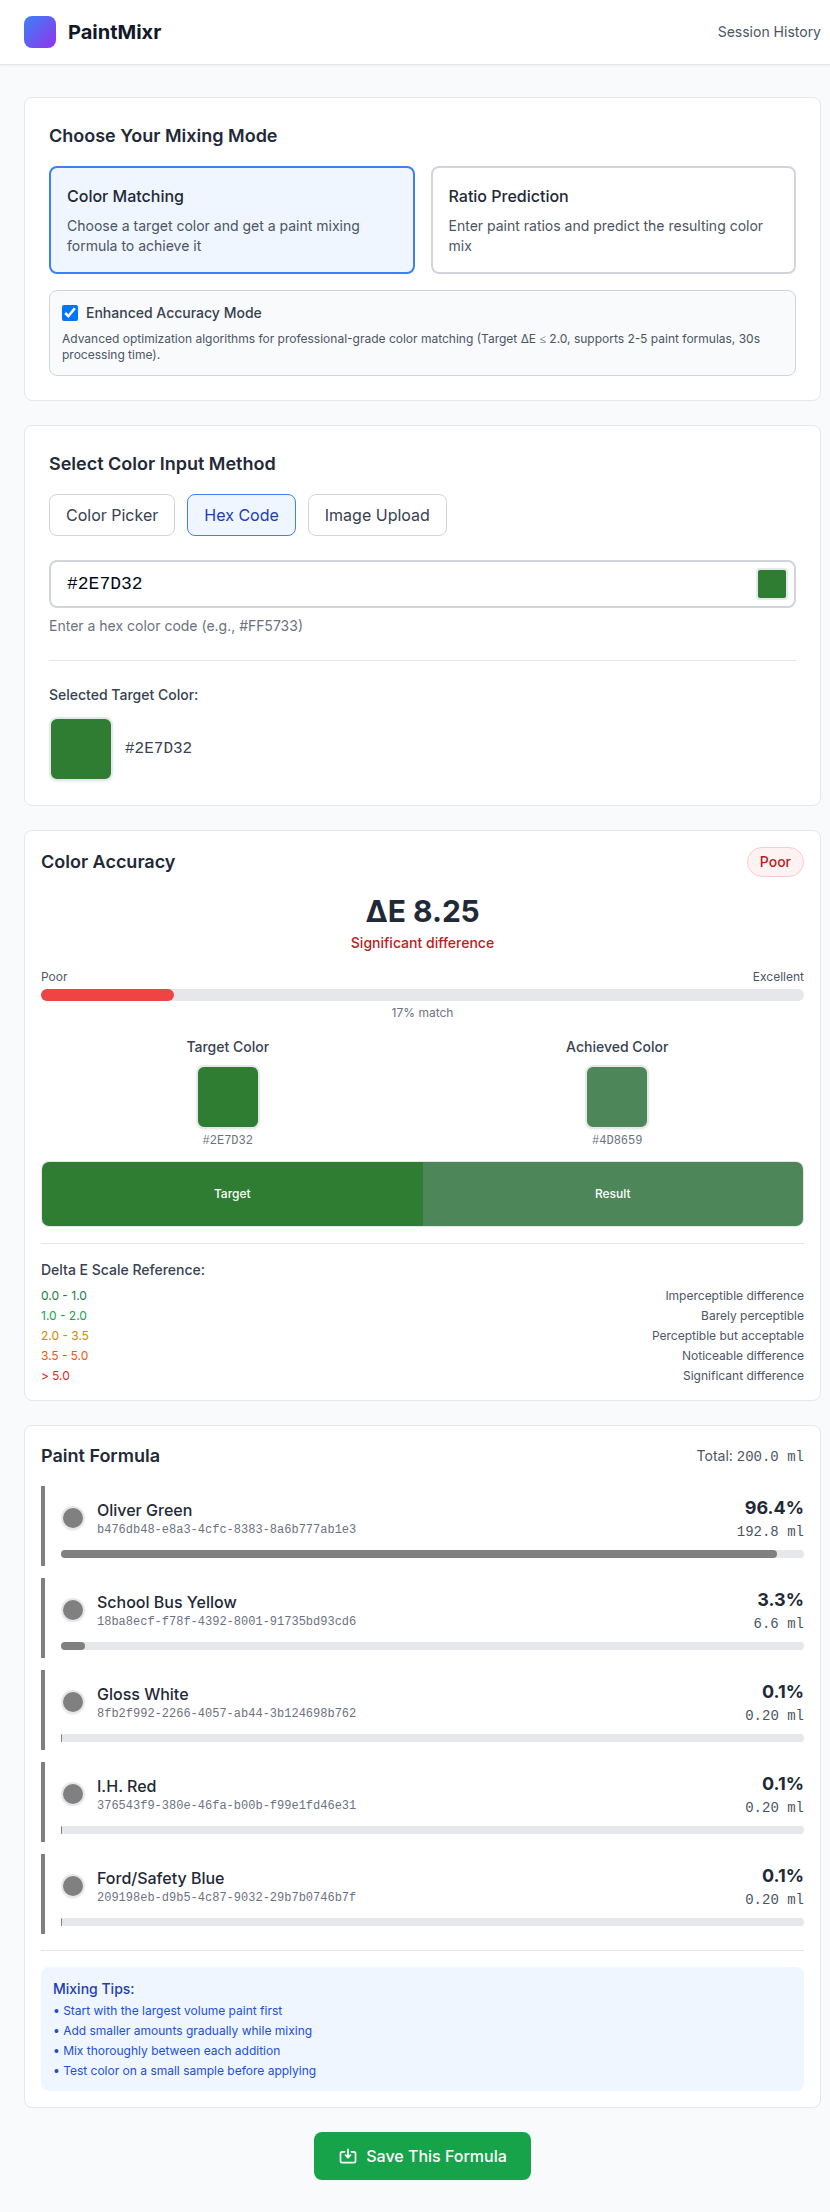 PaintMixr
Session History
Choose Your Mixing Mode
Color Matching
Choose a target color and get a paint mixing
formula to achieve it
Ratio Prediction
Enter paint ratios and predict the resulting color
mix
Enhanced Accuracy Mode
Advanced optimization algorithms for professional-grade color matching (Target ΔE ≤ 2.0, supports 2-5 paint formulas, 30s
processing time).
Select Color Input Method
Color Picker
Hex Code
Image Upload
#2E7D32
Enter a hex color code (e.g., #FF5733)
Selected Target Color:
#2E7D32
Color Accuracy
Poor
ΔE 8.25
Significant difference
Poor
Excellent
17% match
Target Color
Achieved Color
#2E7D32
#4D8659
Target
Result
Delta E Scale Reference:
0.0 - 1.0
Imperceptible difference
1.0 - 2.0
Barely perceptible
2.0 - 3.5
Perceptible but acceptable
3.5 - 5.0
Noticeable difference
> 5.0
Significant difference
Paint Formula
Total: 200.0 ml
Oliver Green
96.4%
b476db48-e8a3-4cfc-8383-8a6b777ab1e3
192.8 ml
School Bus Yellow
3.3%
18ba8ecf-f78f-4392-8001-91735bd93cd6
6.6 ml
Gloss White
0.1%
8fb2f992-2266-4057-ab44-3b124698b762
0.20 ml
I.H. Red
0.1%
376543f9-380e-46fa-b00b-f99e1fd46e31
0.20 ml
Ford/Safety Blue
0.1%
209198eb-d9b5-4c87-9032-29b7b0746b7f
0.20 ml
Mixing Tips:
• Start with the largest volume paint first
• Add smaller amounts gradually while mixing
• Mix thoroughly between each addition
• Test color on a small sample before applying
Save This Formula